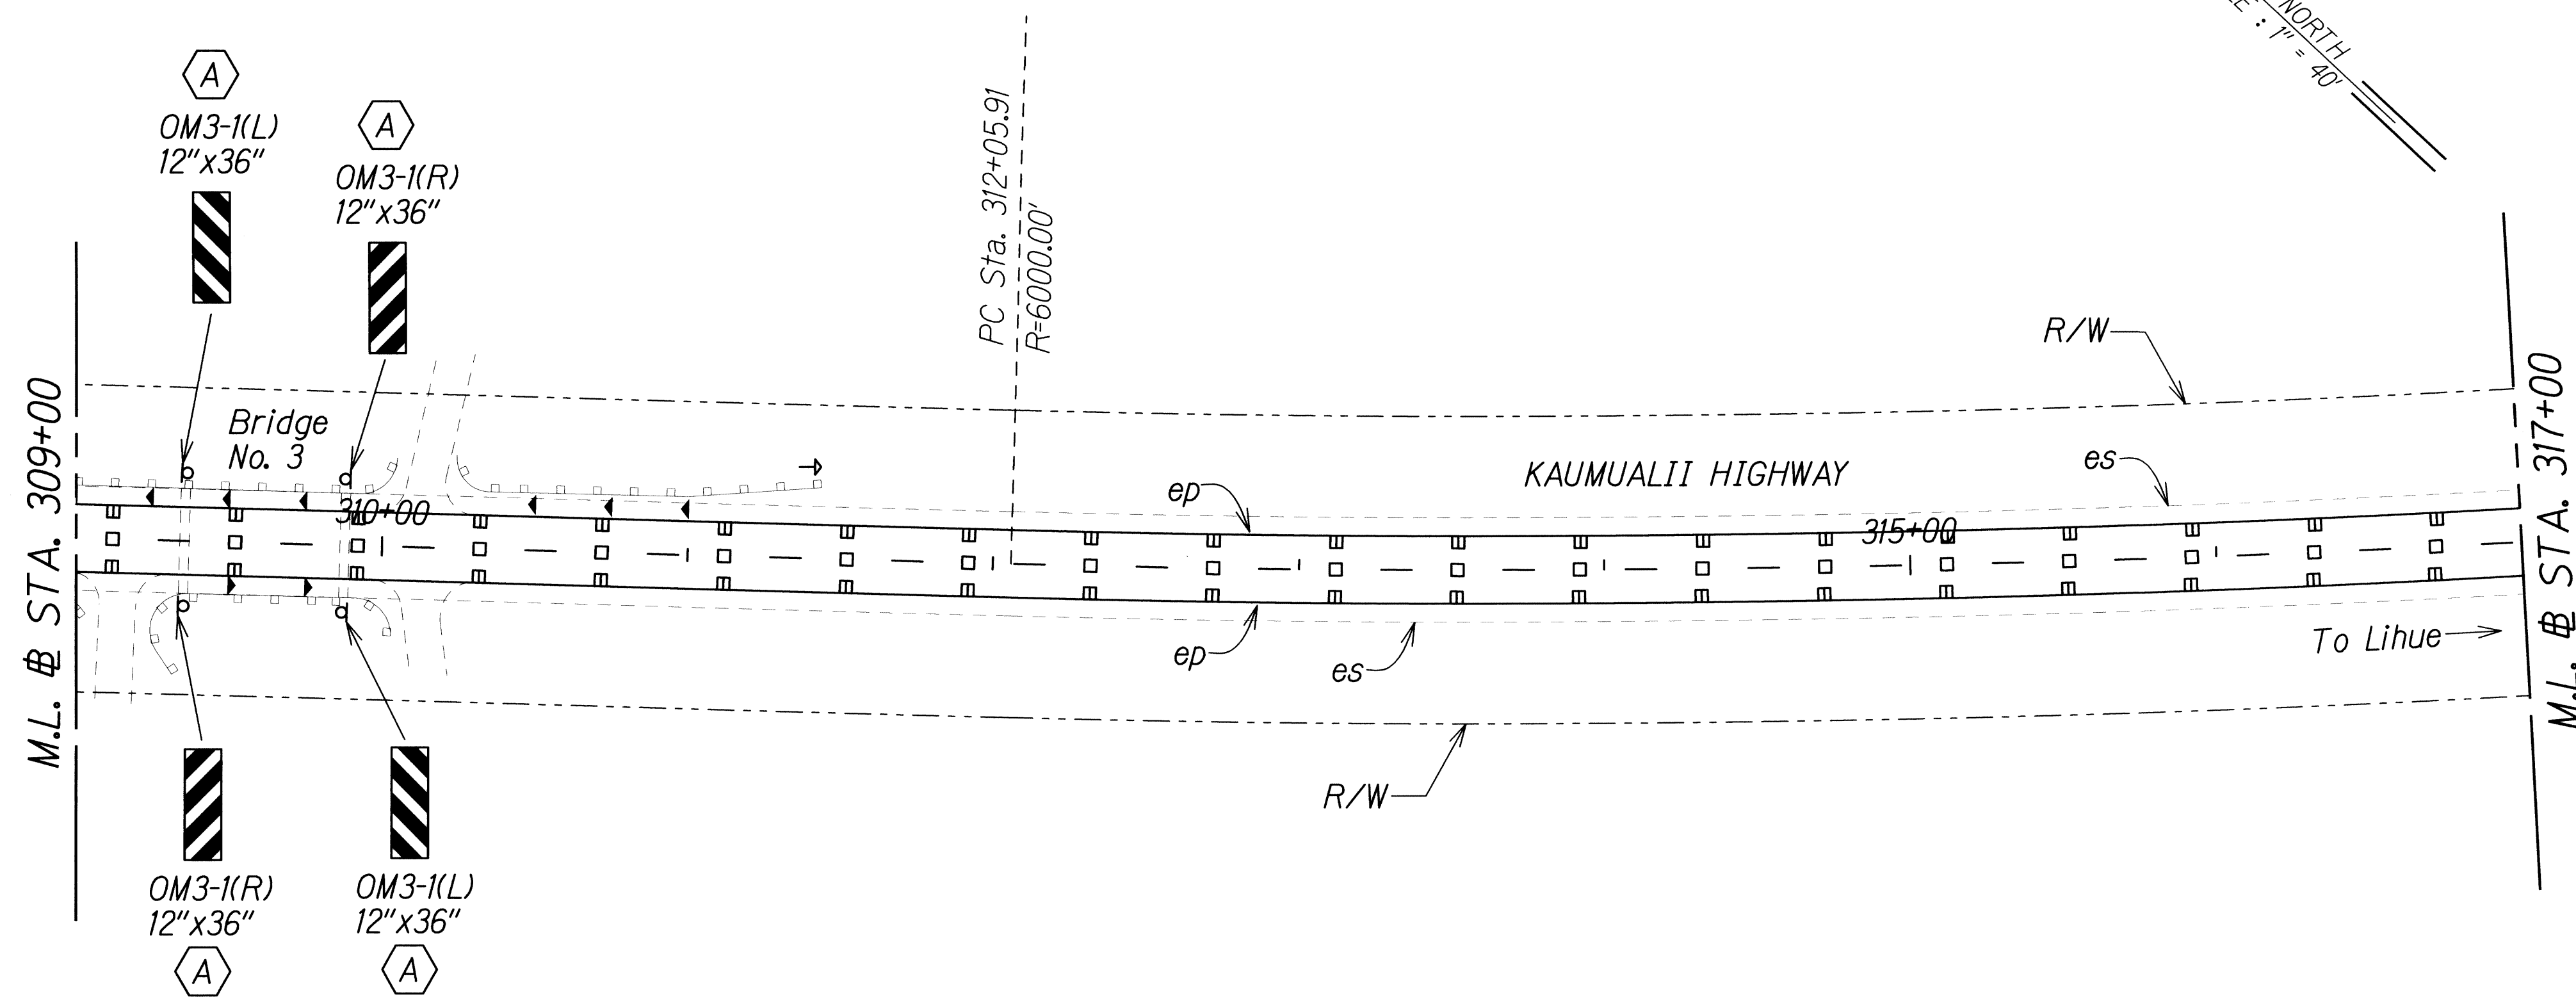 A
OM3-1(L)
12"x36"
A
OM3-1(R)
12"x36"
PC Sta. 312+05.91
R=6000.00'
NORTH
: 1" = 40'
M.L. ℄ STA. 309+00
Bridge
No. 3
310+00
ep
KAUMUALII HIGHWAY
R/W
es
315+00
M.L. ℄ STA. 317+00
ep
es
To Lihue
R/W
OM3-1(R)
12"x36"
A
OM3-1(L)
12"x36"
A